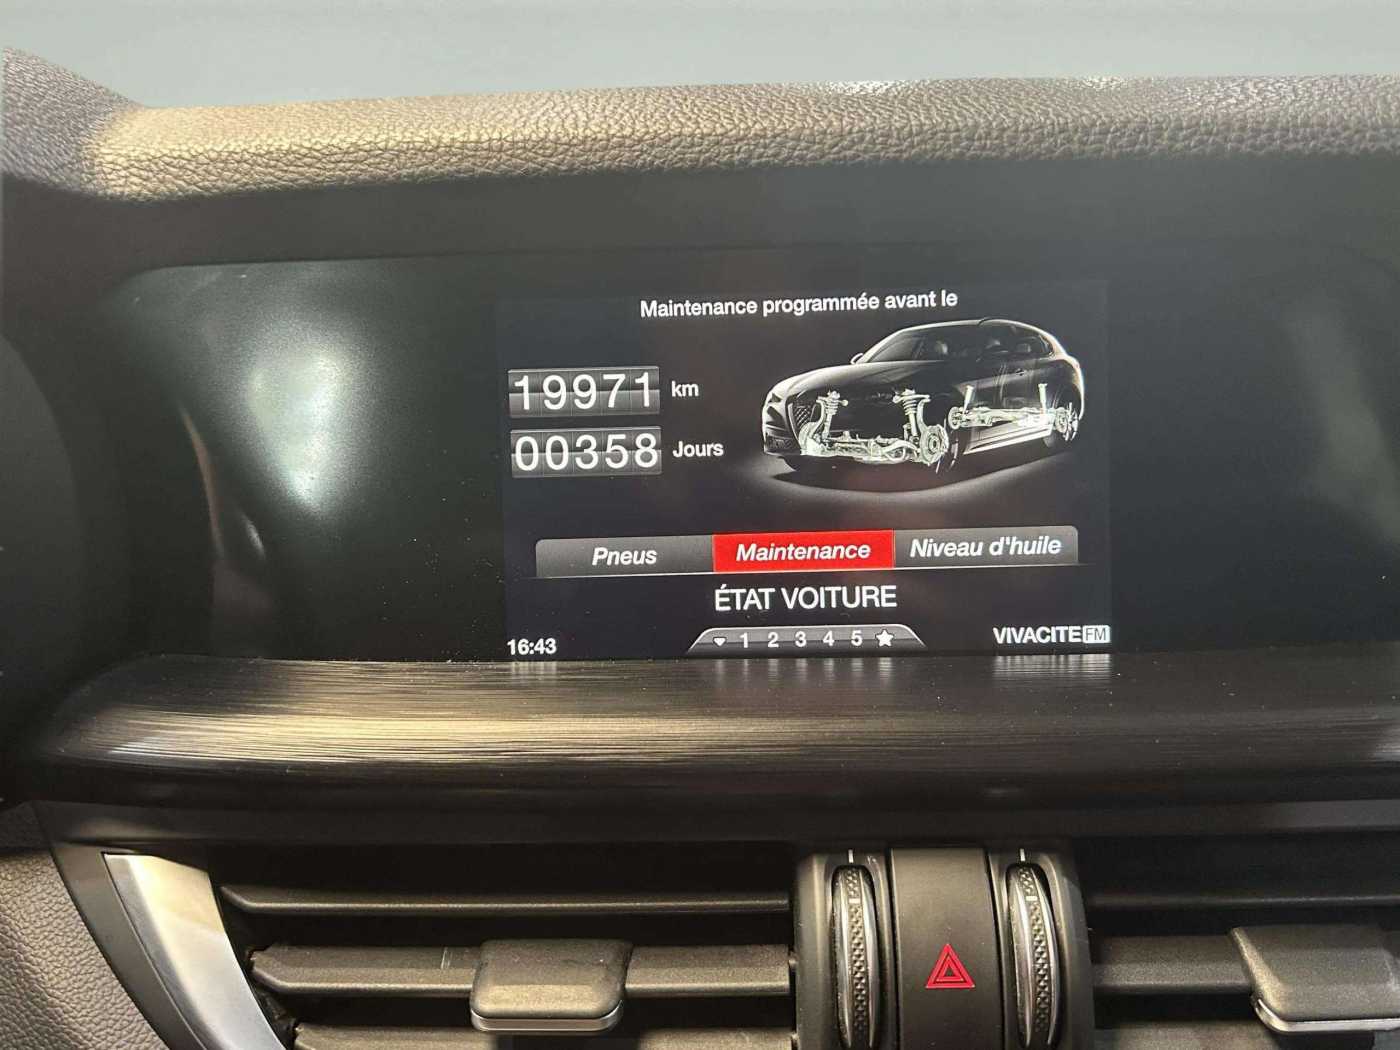 Maintenance programmée avant le
19971 km
00358 Jours
Pneus Maintenance Niveau d'huile
ÉTAT VOITURE
16:43 1 2 3 4 5 VIVACITE FM